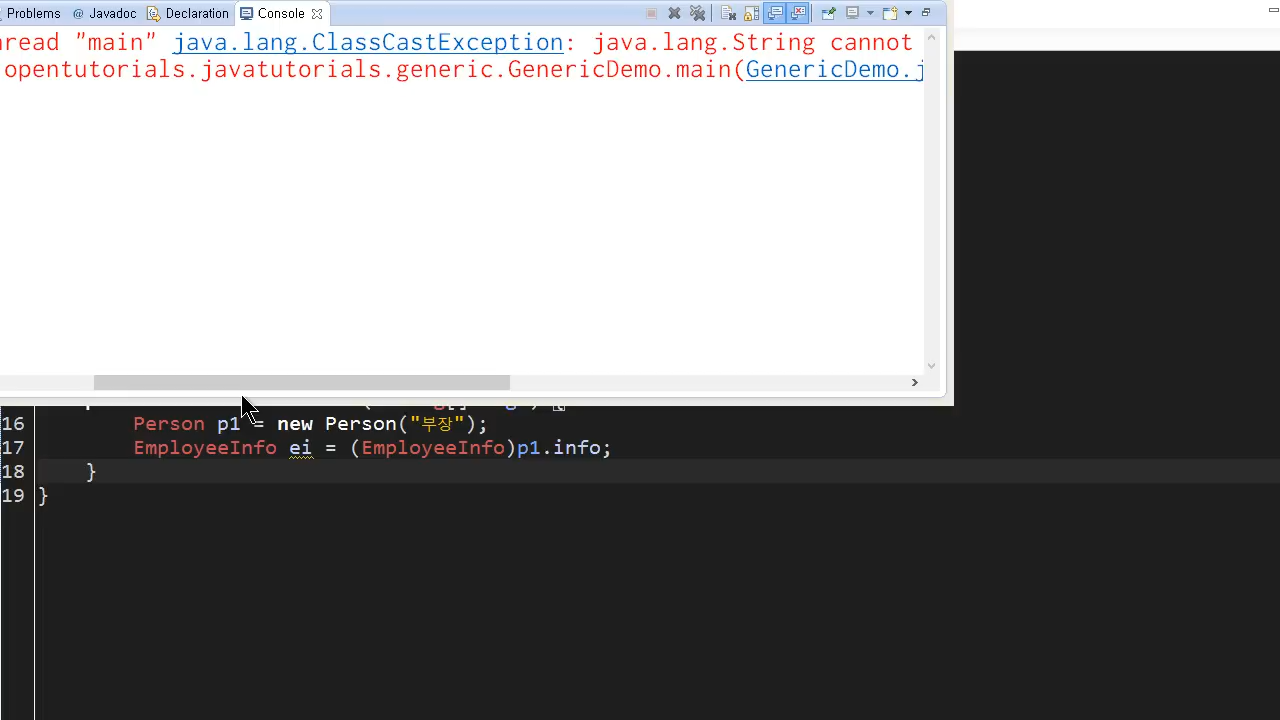 Problems @ Javadoc Declaration Console
"main" java.lang.ClassCastException: java.lang.String cannot
opentutorials.javatutorials.generic.GenericDemo.main(GenericDemo.j
16 Person p1 = new Person("부장");
17 EmployeeInfo ei = (EmployeeInfo)p1.info;
18 }
19 }